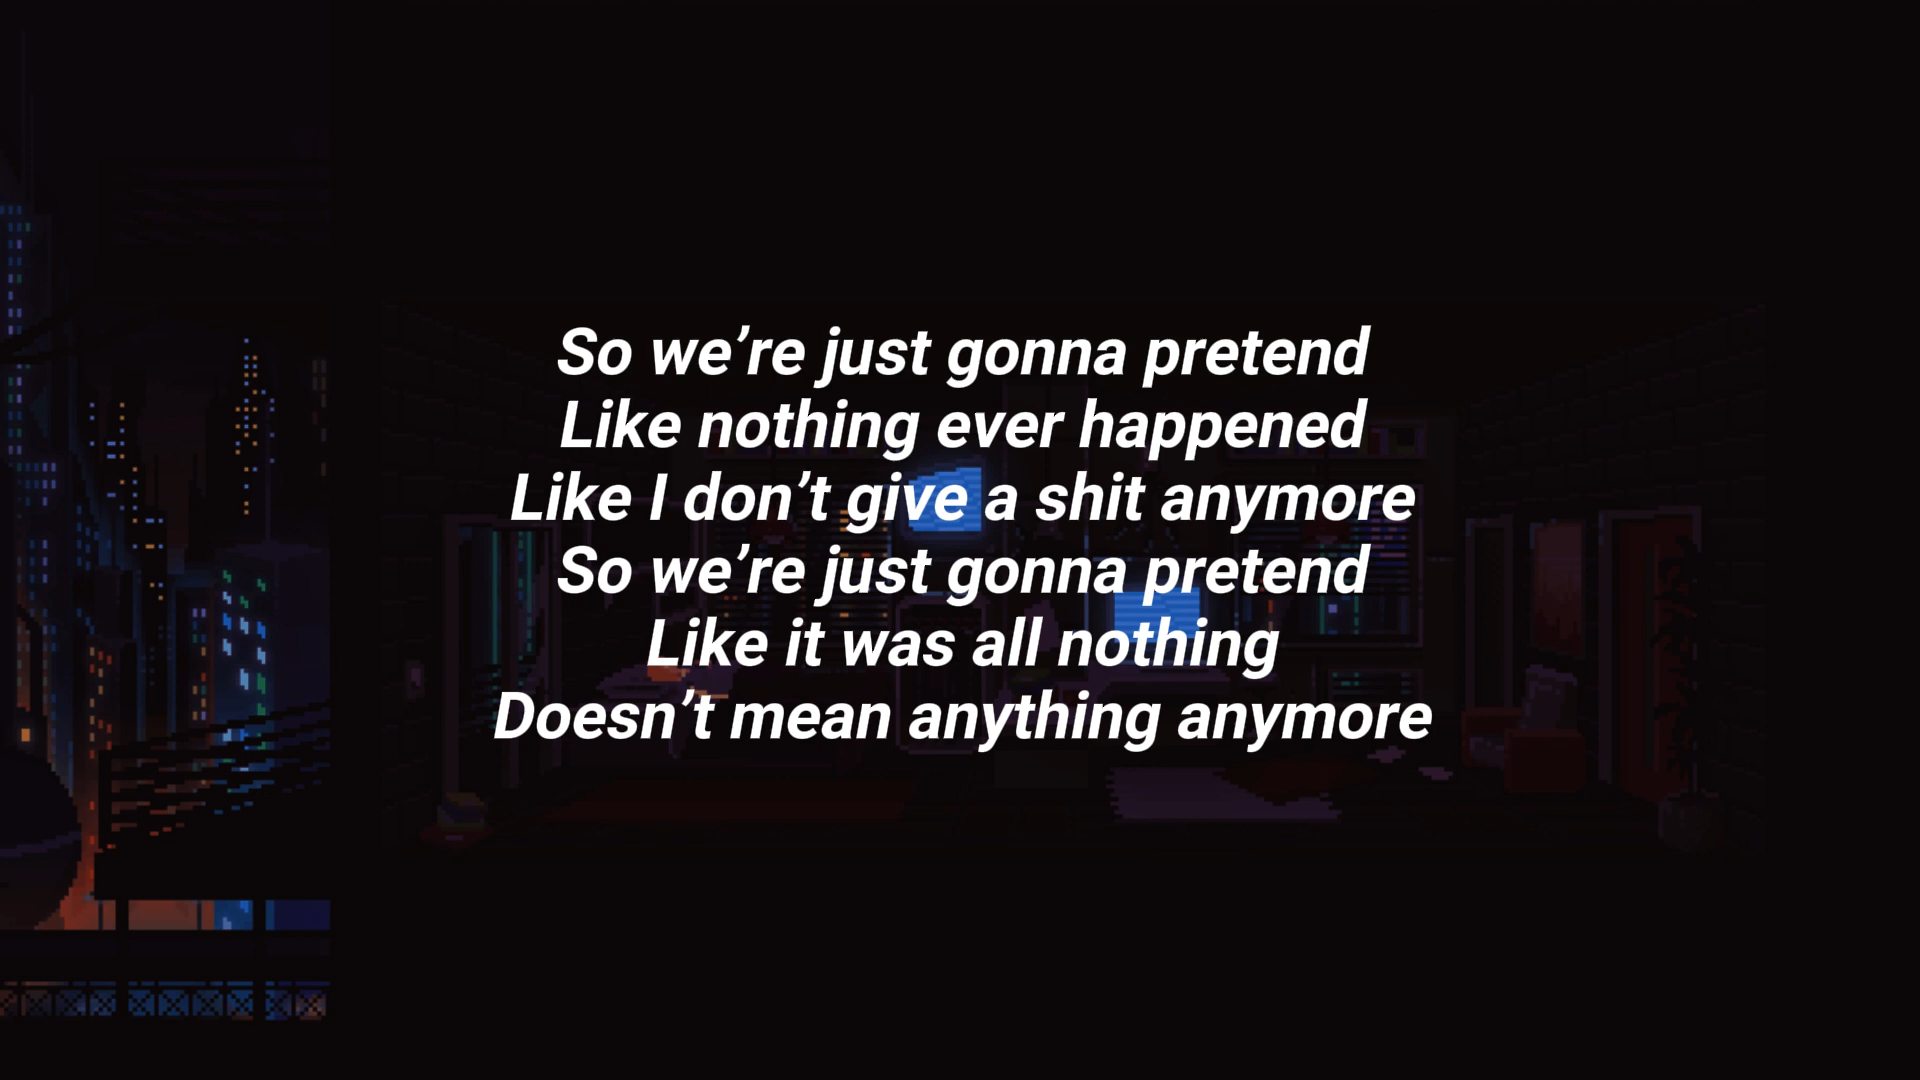 So we’re just gonna pretend
Like nothing ever happened
Like I don’t give a shit anymore
So we’re just gonna pretend
Like it was all nothing
Doesn’t mean anything anymore